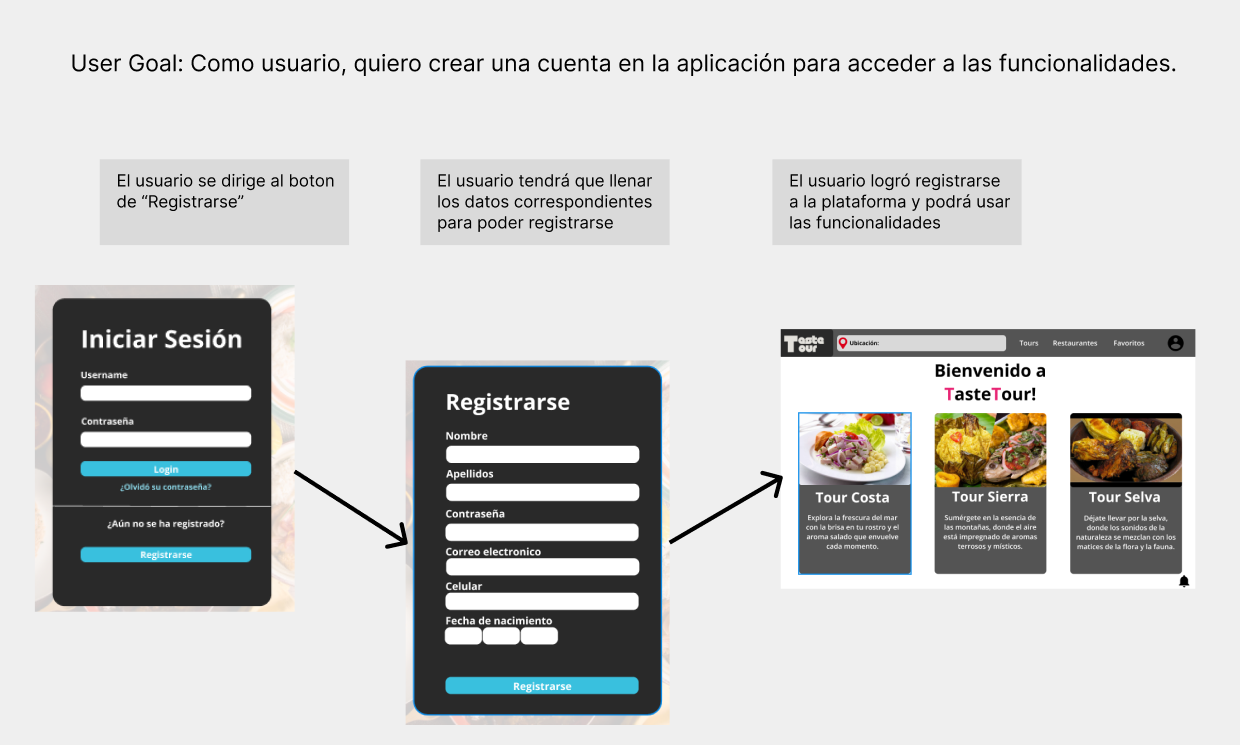 User Goal: Como usuario, quiero crear una cuenta en la aplicación para acceder a las funcionalidades.
El usuario se dirige al boton
de “Registrarse”
El usuario tendrá que llenar
los datos correspondientes
para poder registrarse
El usuario logró registrarse
a la plataforma y podrá usar
las funcionalidades
Iniciar Sesión
Username
Contraseña
Login
¿Olvidó su contraseña?
¿Aún no se ha registrado?
Registrarse
Registrarse
Nombre
Apellidos
Contraseña
Correo electronico
Celular
Fecha de nacimiento
Registrarse
Taste
Tour
Ubicación:
Tours
Restaurantes
Favoritos
Bienvenido a
TasteTour!
Tour Costa
Explora la frescura del mar
con la brisa en tu rostro y el
aroma salado que envuelve
cada momento.
Tour Sierra
Sumérgete en la esencia de
las montañas, donde el aire
está impregnado de aromas
terrosos y místicos.
Tour Selva
Déjate llevar por la selva,
donde los sonidos de la
naturaleza se mezclan con los
matices de la flora y la fauna.